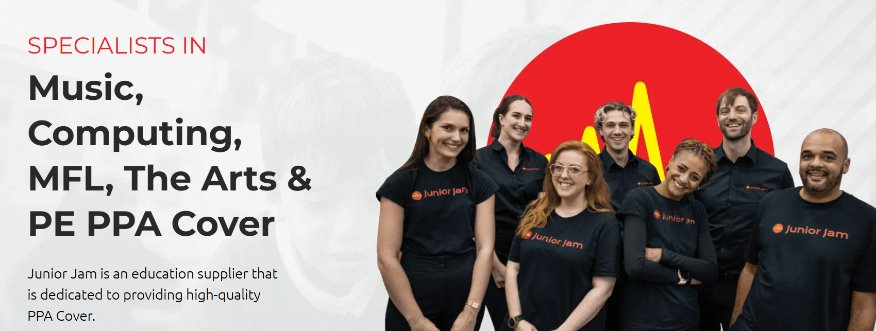 SPECIALISTS IN
Music,
Computing,
MFL, The Arts &
PE PPA Cover
Junior Jam is an education supplier that
is dedicated to providing high-quality
PPA Cover.
junior jam
junior jam
junior jam
junior jam